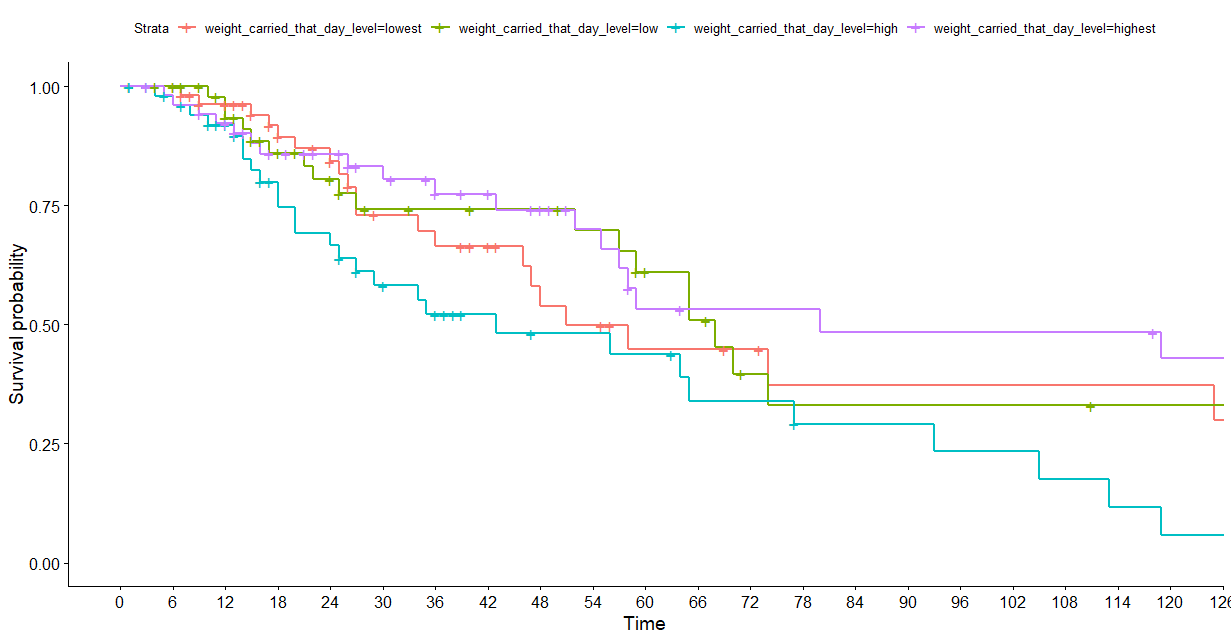 Strata weight_carried_that_day_level=lowest weight_carried_that_day_level=low weight_carried_that_day_level=high weight_carried_that_day_level=highest
1.00
0.75
0.50
0.25
0.00
Survival probability
0 6 12 18 24 30 36 42 48 54 60 66 72 78 84 90 96 102 108 114 120 126
Time